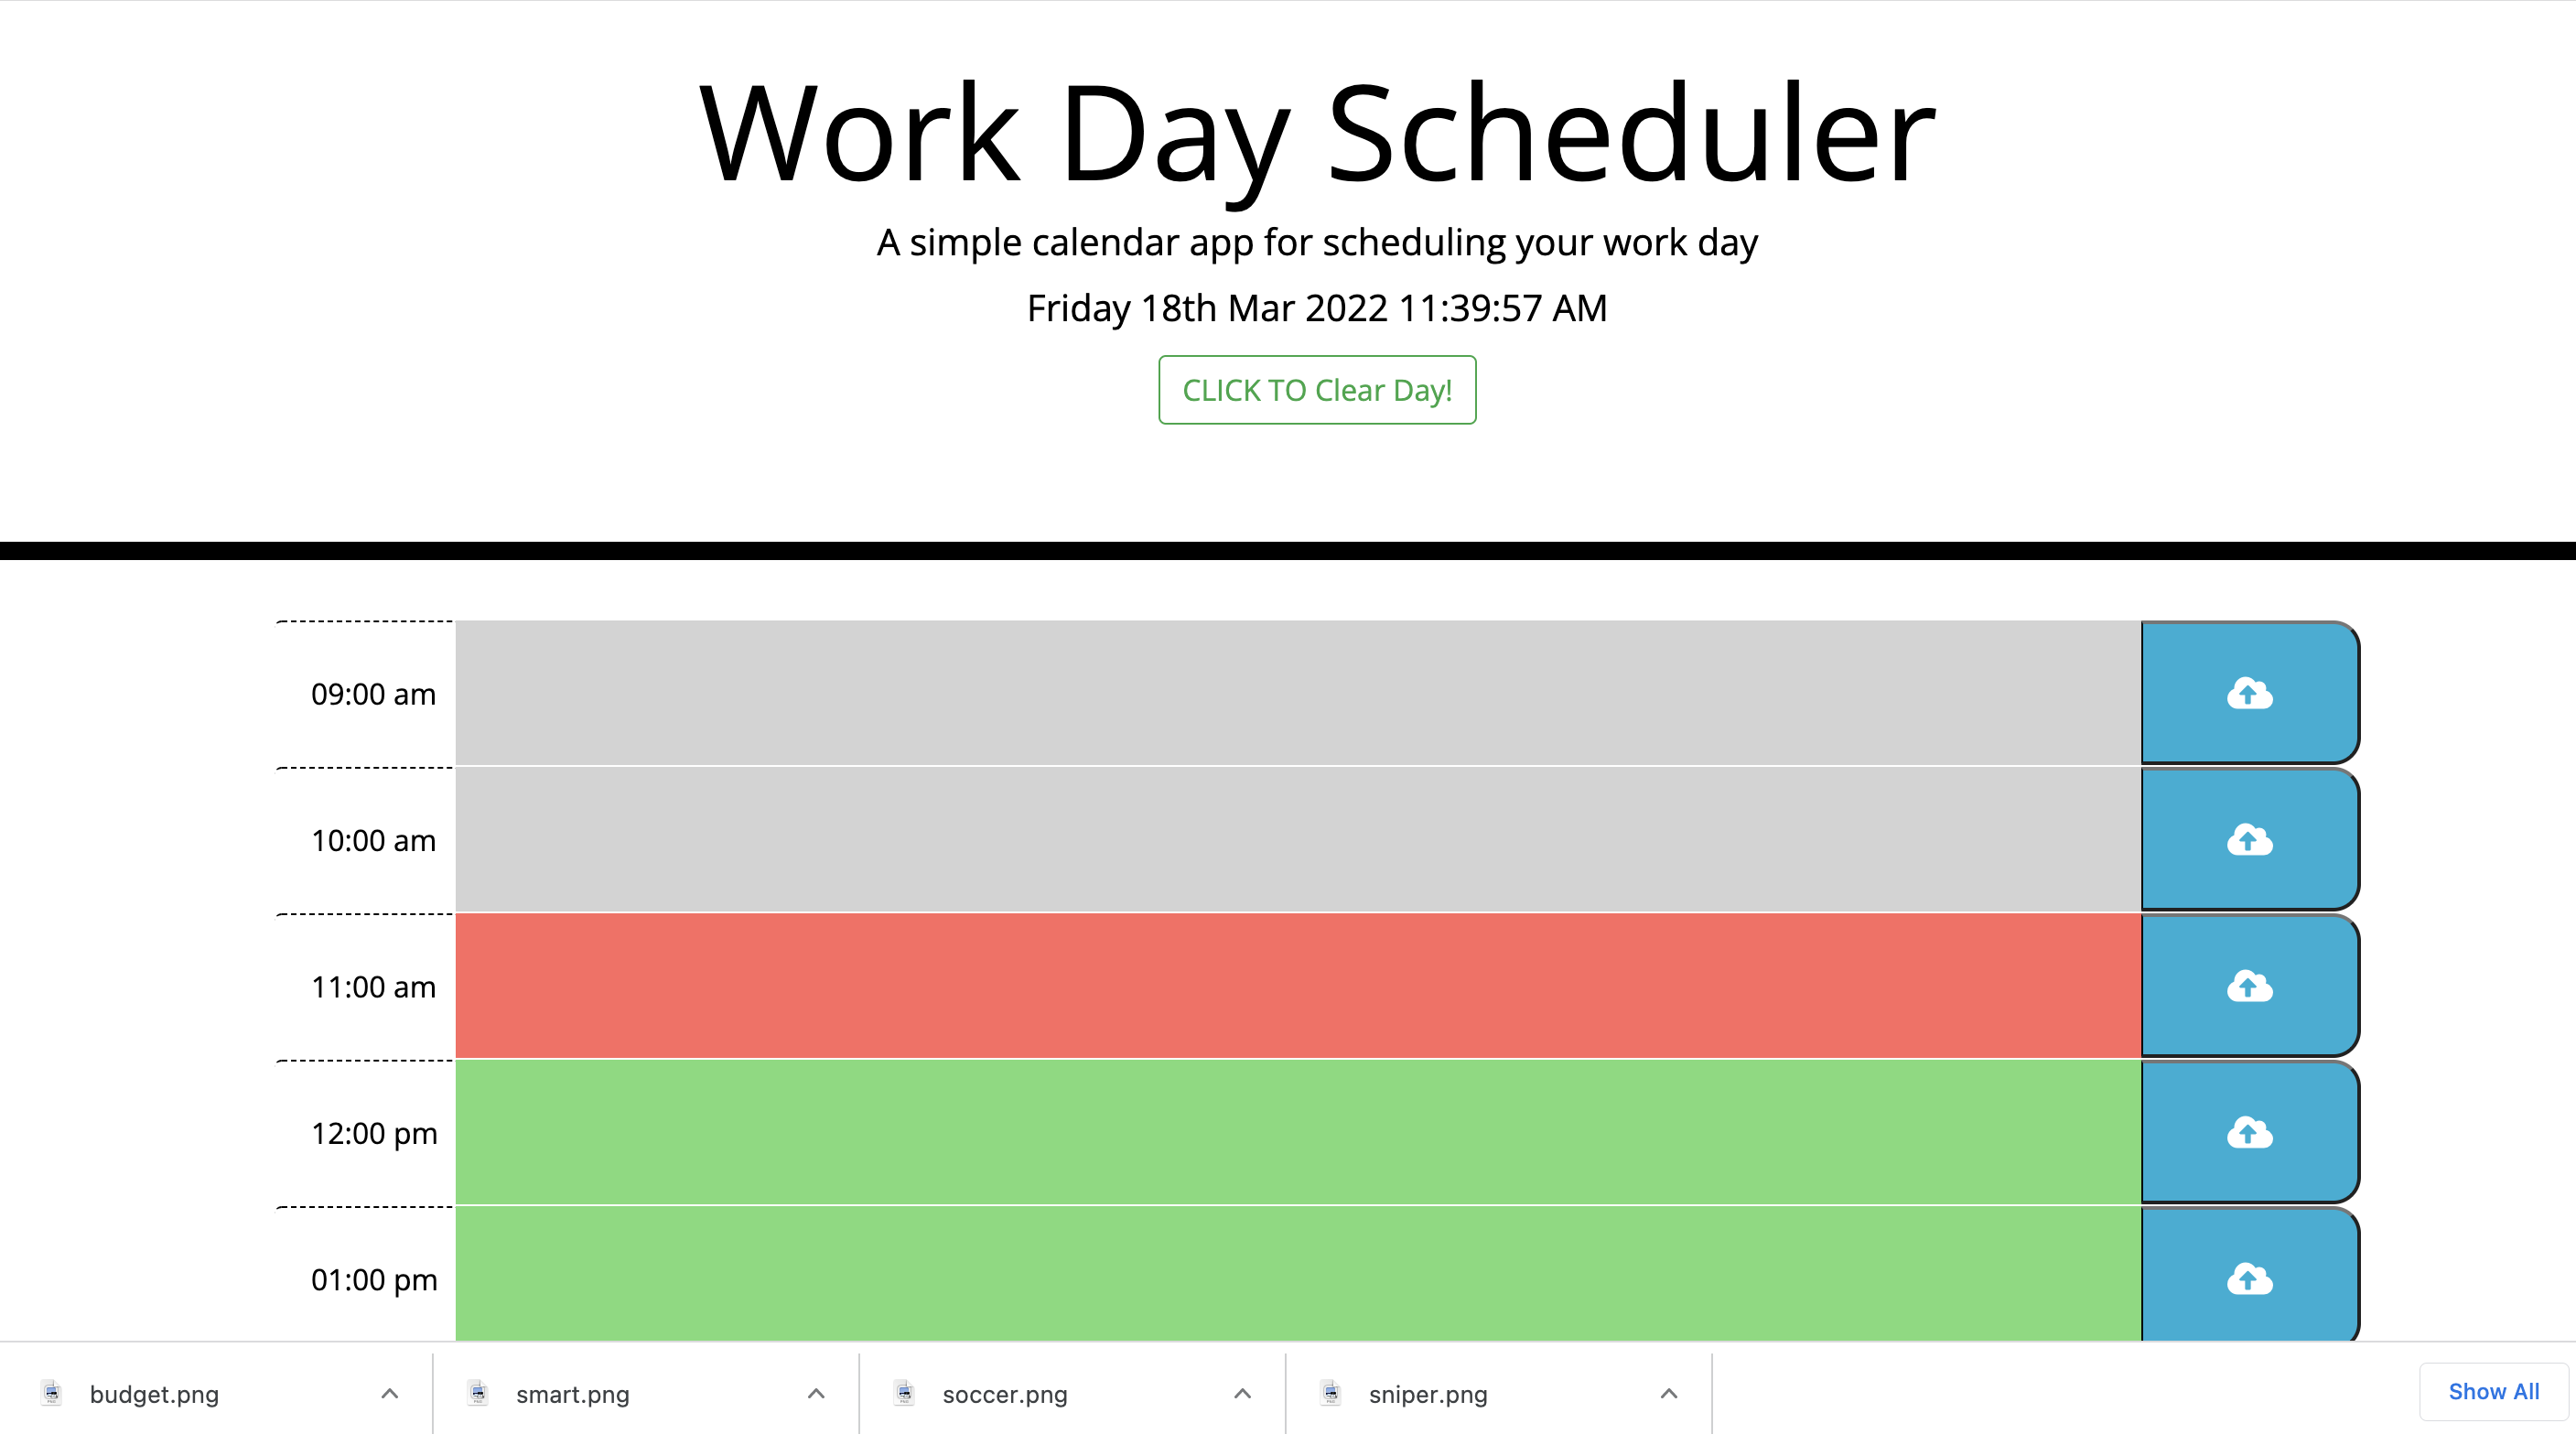 Work Day Scheduler
A simple calendar app for scheduling your work day
Friday 18th Mar 2022 11:39:57 AM
CLICK TO Clear Day!
09:00 am
10:00 am
11:00 am
12:00 pm
01:00 pm
budget.png
smart.png
soccer.png
sniper.png
Show All